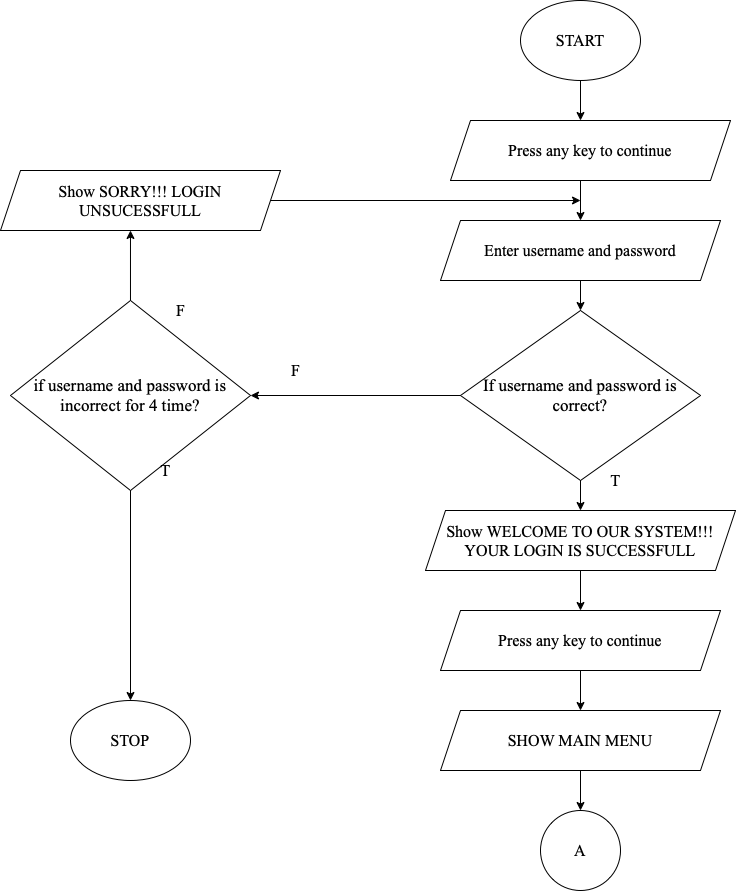 START
Press any key to continue
Show SORRY!!! LOGIN
UNSUCESSFULL
Enter username and password
F
F
if username and password is
incorrect for 4 time?
If username and password is
correct?
T
T
Show WELCOME TO OUR SYSTEM!!!
YOUR LOGIN IS SUCCESSFULL
Press any key to continue
STOP
SHOW MAIN MENU
A